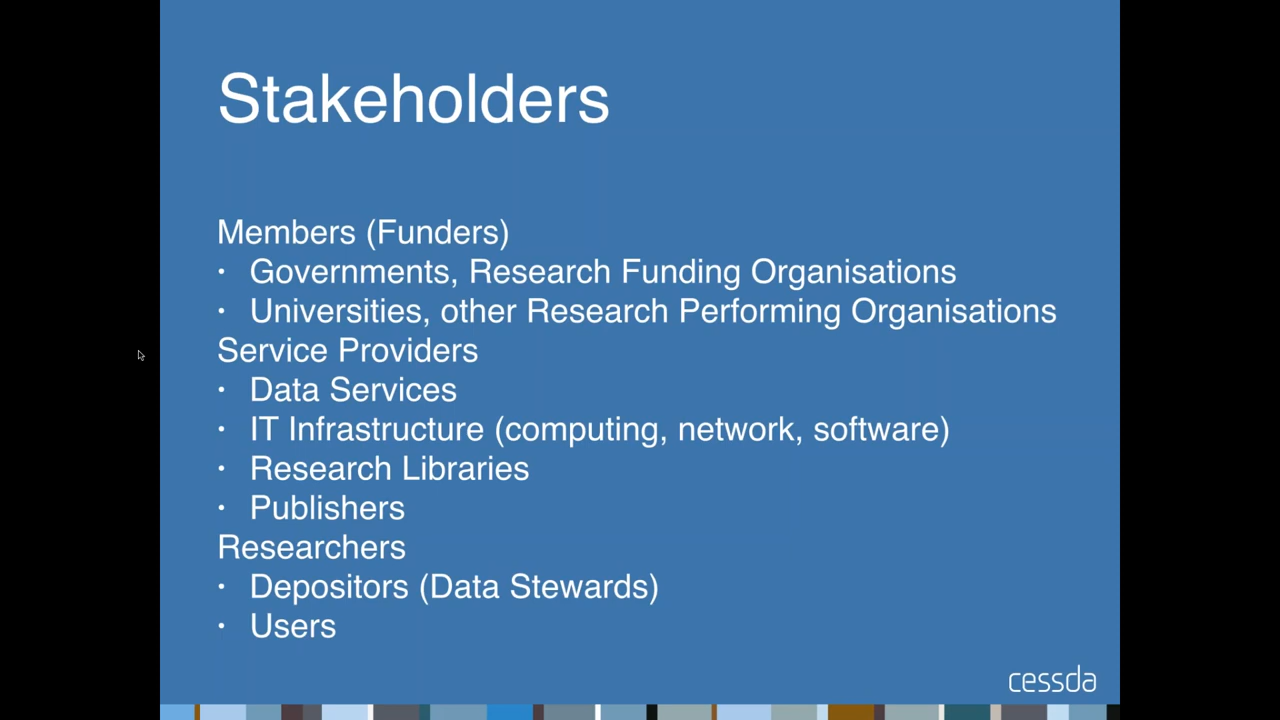 Stakeholders
Members (Funders)
• Governments, Research Funding Organisations
• Universities, other Research Performing Organisations
Service Providers
• Data Services
• IT Infrastructure (computing, network, software)
• Research Libraries
• Publishers
Researchers
• Depositors (Data Stewards)
• Users
cessda